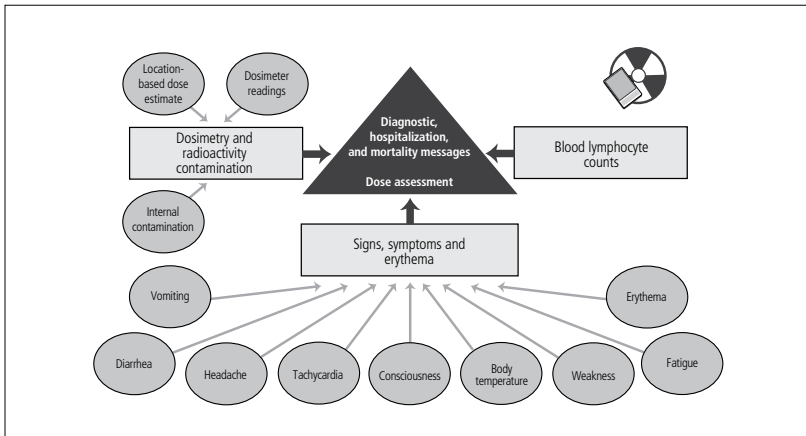 Location-
based dose
estimate
Dosimeter
readings
Dosimetry and
radioactivity
contamination
Internal
contamination
Diagnostic,
hospitalization,
and mortality messages
Dose assessment
Blood lymphocyte
counts
Signs, symptoms and
erythema
Vomiting
Erythema
Diarrhea
Headache
Tachycardia
Consciousness
Body
temperature
Weakness
Fatigue